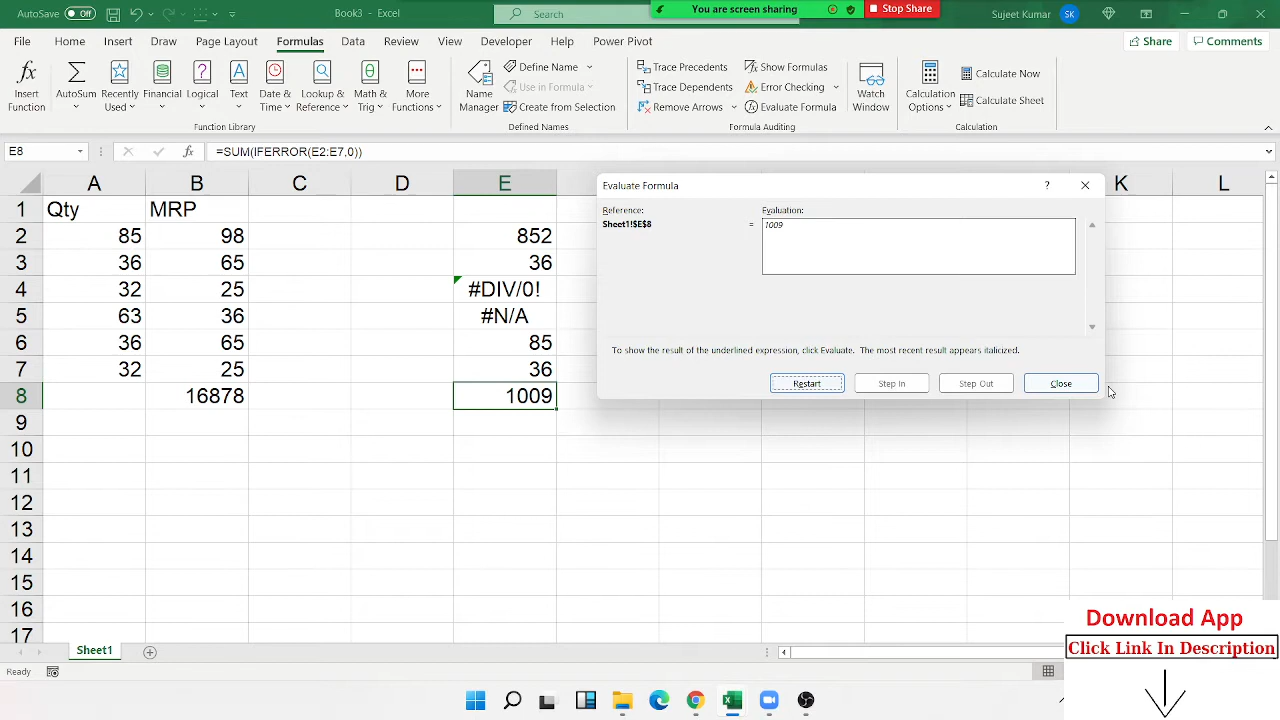 AutoSave Off Book3 - Excel Search You are screen sharing Stop Share Sujeet Kumar SK
File Home Insert Draw Page Layout Formulas Data Review View Developer Help Power Pivot Share Comments
fx Insert Function
AutoSum
Recently Used
Financial
Logical
Text
Date & Time
Lookup & Reference
Math & Trig
More Functions
Function Library
Name Manager
Define Name
Use in Formula
Create from Selection
Defined Names
Trace Precedents
Trace Dependents
Remove Arrows
Show Formulas
Error Checking
Evaluate Formula
Formula Auditing
Watch Window
Calculation Options
Calculate Now
Calculate Sheet
Calculation
E8 fx =SUM(IFERROR(E2:E7,0))
A B C D E K L
1 Qty MRP
2 85 98 852
3 36 65 36
4 32 25 #DIV/0!
5 63 36 #N/A
6 36 65 85
7 32 25 36
8 16878 1009
9
10
11
12
13
14
15
16
17
Evaluate Formula ?
Reference: Evaluation:
Sheet1!$E$8 = 1009
To show the result of the underlined expression, click Evaluate. The most recent result appears italicized.
Restart Step In Step Out Close
Download App
Click Link In Description
Sheet1
Ready